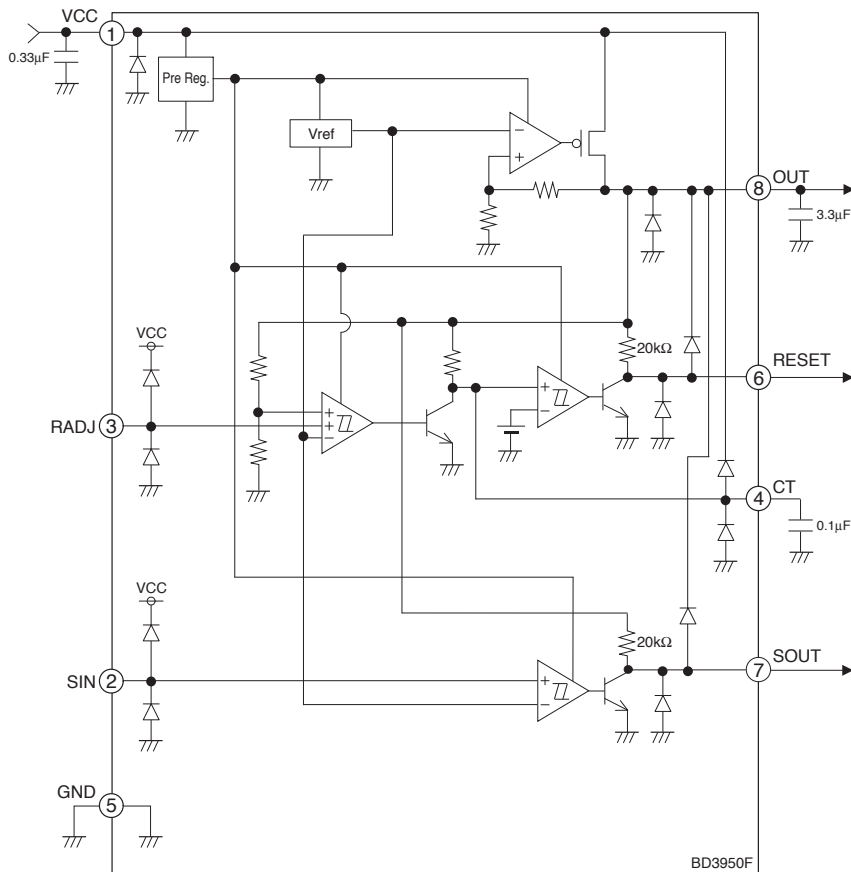 VCC
1
0.33µF
Pre Reg.
Vref
OUT
8
3.3µF
VCC
20kΩ
RESET
6
RADJ
3
CT
4
0.1µF
VCC
20kΩ
SOUT
7
SIN
2
GND
5
BD3950F